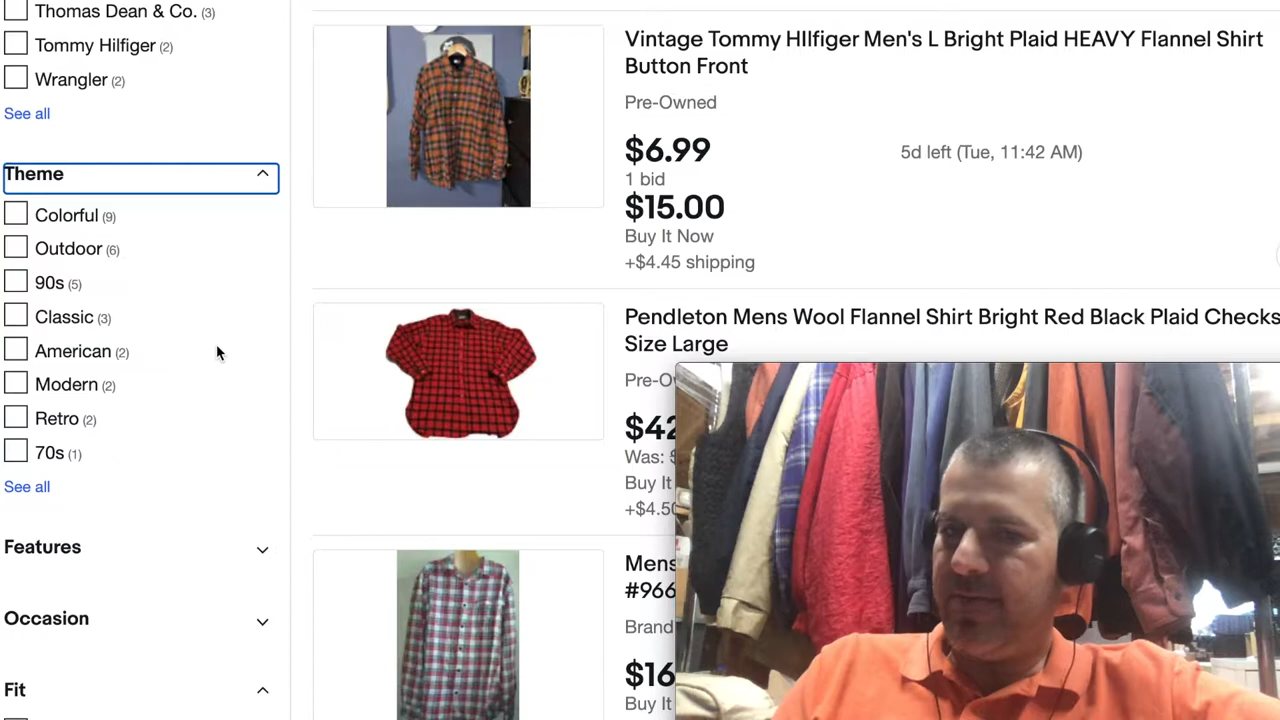 Thomas Dean & Co. (3)
Tommy Hilfiger (2)
Wrangler (2)
See all
Theme
Colorful (9)
Outdoor (6)
90s (5)
Classic (3)
American (2)
Modern (2)
Retro (2)
70s (1)
See all
Features
Occasion
Fit
Vintage Tommy HIlfiger Men's L Bright Plaid HEAVY Flannel Shirt
Button Front
Pre-Owned
$6.99
5d left (Tue, 11:42 AM)
1 bid
$15.00
Buy It Now
+$4.45 shipping
Pendleton Mens Wool Flannel Shirt Bright Red Black Plaid Checks
Size Large
Pre-O
$42
Was:
Buy It
+$4.50
Mens
#966
Brand
$16
Buy It